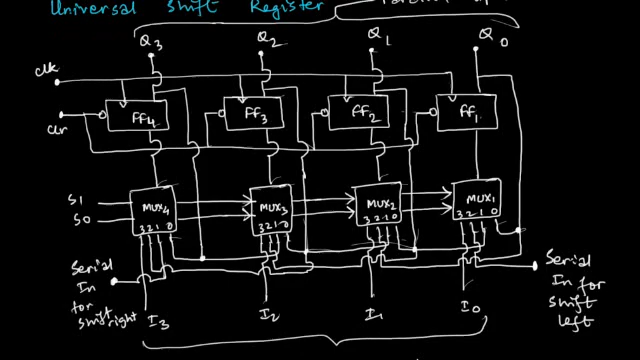 Universal Shift Register
Q3 Q2 Q1 Q0
Clk
Clr
FF4 FF3 FF2 FF1
S1
S0
MUX4 MUX3 MUX2 MUX1
3 2 1 0 3 2 1 0 3 2 1 0 3 2 1 0
Serial
In
for
Shift right
Serial
In for
Shift
left
I3 I2 I1 I0